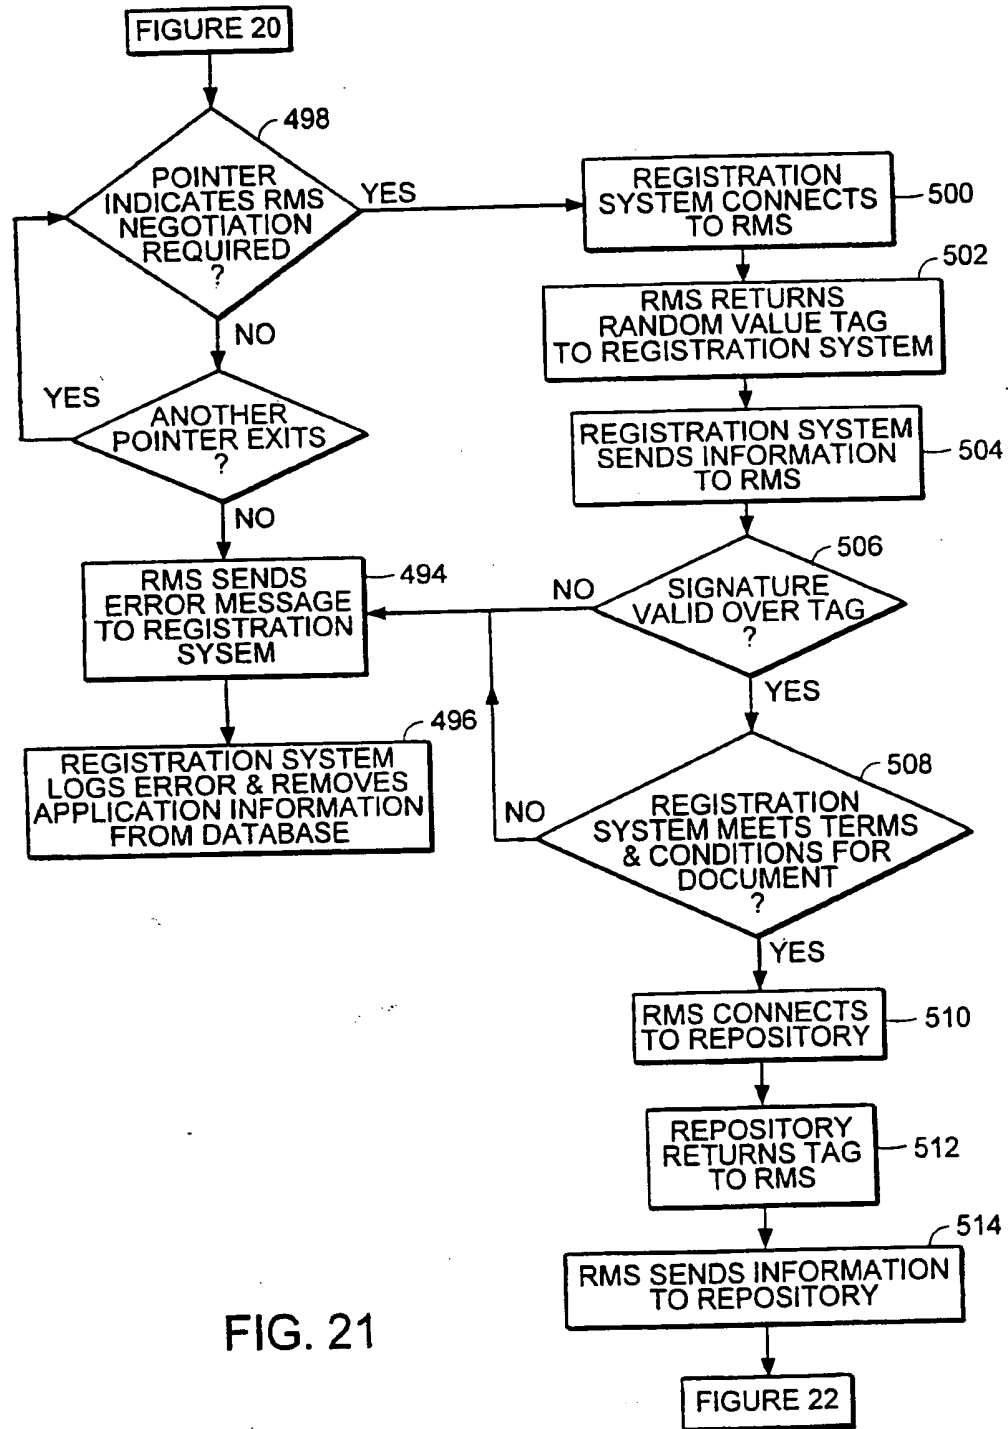 FIGURE 20
498
POINTER
INDICATES RMS
NEGOTIATION
REQUIRED
?
YES
NO
REGISTRATION
SYSTEM CONNECTS
TO RMS
500
502
RMS RETURNS
RANDOM VALUE TAG
TO REGISTRATION SYSTEM
YES
ANOTHER
POINTER EXITS
?
NO
REGISTRATION SYSTEM
SENDS INFORMATION
TO RMS
504
RMS SENDS
ERROR MESSAGE
TO REGISTRATION
SYSEM
494
506
NO
SIGNATURE
VALID OVER TAG
?
YES
496
REGISTRATION SYSTEM
LOGS ERROR & REMOVES
APPLICATION INFORMATION
FROM DATABASE
508
NO
REGISTRATION
SYSTEM MEETS TERMS
& CONDITIONS FOR
DOCUMENT
?
YES
RMS CONNECTS
TO REPOSITORY
510
REPOSITORY
RETURNS TAG
TO RMS
512
514
RMS SENDS INFORMATION
TO REPOSITORY
FIG. 21
FIGURE 22